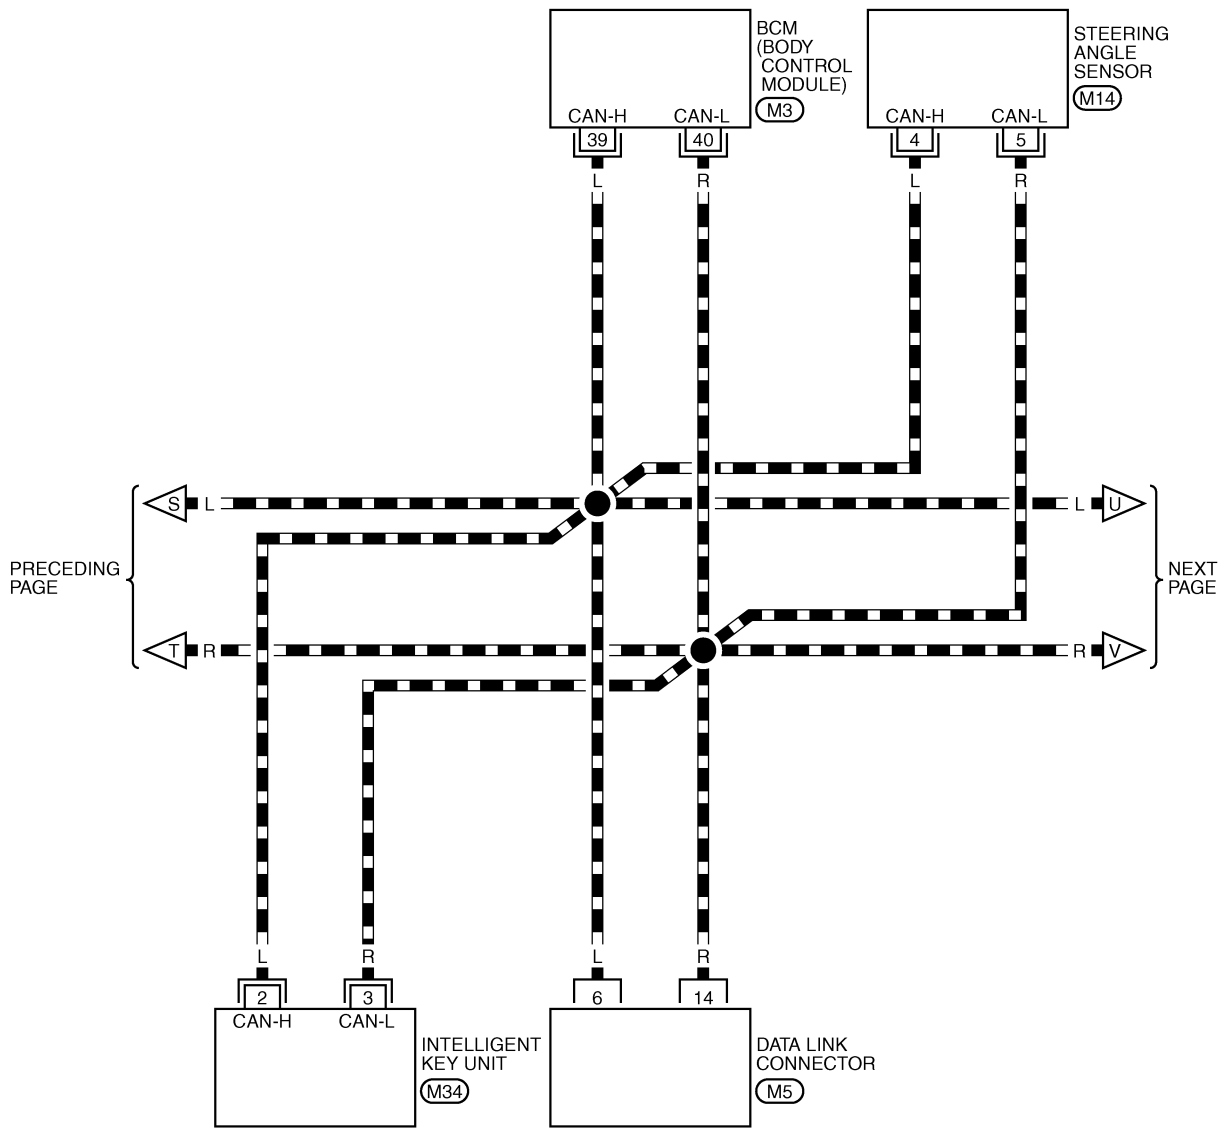 BCM
(BODY
CONTROL
MODULE)
M3
STEERING
ANGLE
SENSOR
M14
CAN-H CAN-L
CAN-H CAN-L
39 40
4 5
L R L R
S L
L U
PRECEDING
PAGE
NEXT
PAGE
T R
R V
L R L R
2 3
6 14
CAN-H CAN-L
INTELLIGENT
KEY UNIT
M34
DATA LINK
CONNECTOR
M5